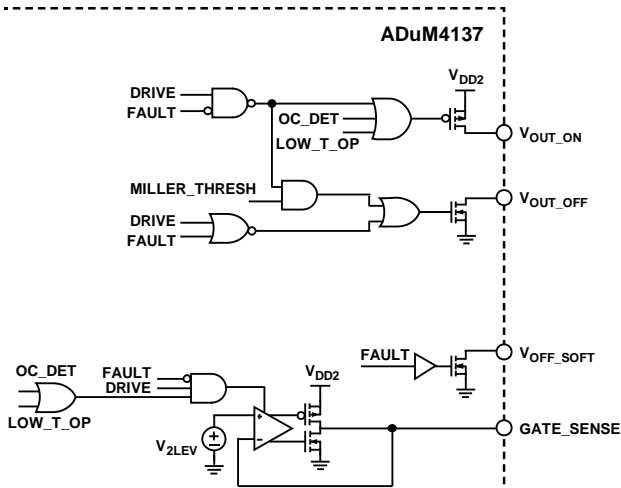 ADuM4137
DRIVE
FAULT
OC_DET
LOW_T_OP
VDD2
VOUT_ON
MILLER_THRESH
VOUT_OFF
DRIVE
FAULT
FAULT
VOFF_SOFT
OC_DET
LOW_T_OP
FAULT
DRIVE
VDD2
V2LEV
+
−
GATE_SENSE